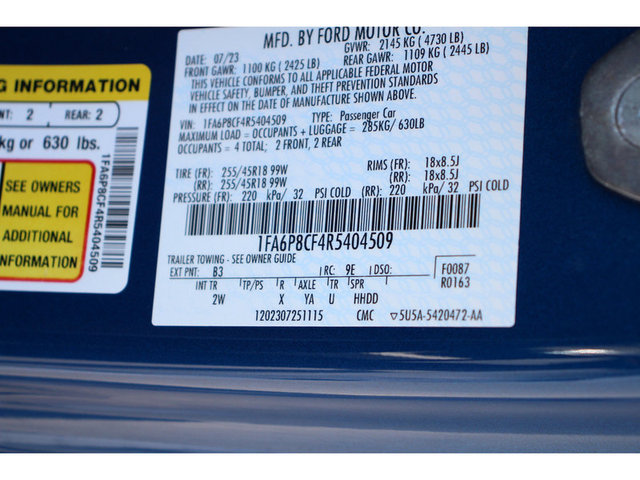 G INFORMATION
NT: 2 REAR: 2
kg or 630 lbs.
SEE OWNERS
MANUAL FOR
ADDITIONAL
INFORMATION
1FA6P8CF4R5404509
MFD. BY FORD MOTOR CO.
DATE: 07/23 GVWR: 2145 KG ( 4730 LB)
FRONT GAWR: 1100 KG ( 2425 LB) REAR GAWR: 1109 KG ( 2445 LB)
THIS VEHICLE CONFORMS TO ALL APPLICABLE FEDERAL MOTOR
VEHICLE SAFETY, BUMPER, AND THEFT PREVENTION STANDARDS
IN EFFECT ON THE DATE OF MANUFACTURE SHOWN ABOVE.
VIN: 1FA6P8CF4R5404509 TYPE: Passenger Car
MAXIMUM LOAD = OCCUPANTS + LUGGAGE = 285KG/ 630LB
OCCUPANTS = 4 TOTAL; 2 FRONT, 2 REAR
TIRE (FR): 255/45R18 99W RIMS (FR): 18x8.5J
(RR): 255/45R18 99W (RR): 18x8.5J
PRESSURE (FR): 220 kPa/ 32 PSI COLD (RR): 220 kPa/ 32 PSI COLD
1FA6P8CF4R5404509
TRAILER TOWING - SEE OWNER GUIDE
EXT PNT: B3 RC: 9E DSO: F0087
INT TR TP/PS R AXLE TR SPR R0163
2W X YA U HHDD
1202307251115 CMC ▽5U5A-5420472-AA